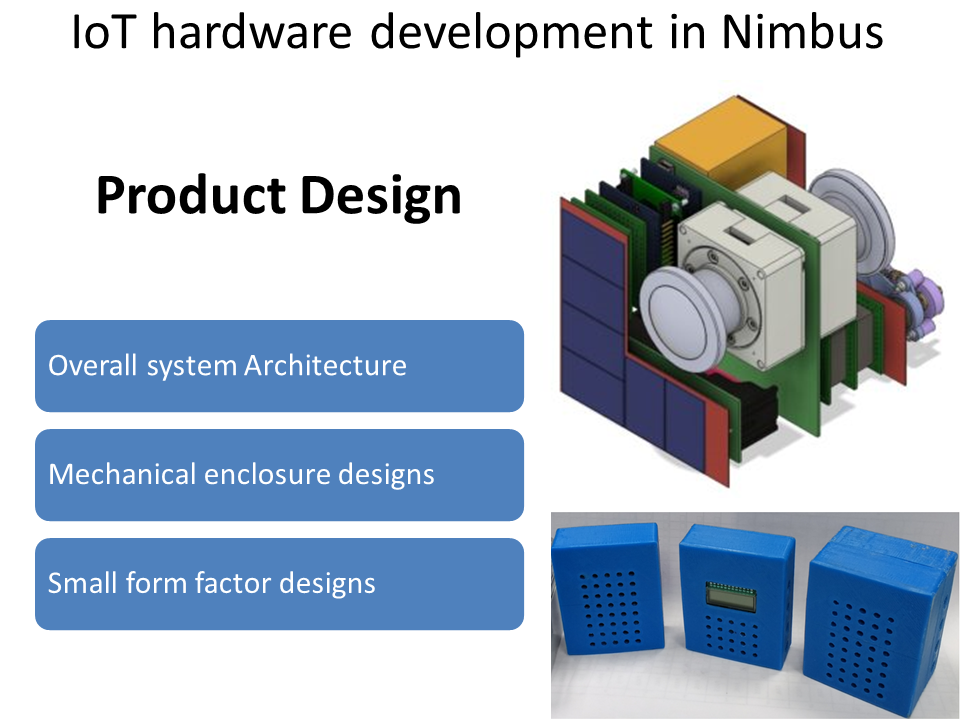 IoT hardware development in Nimbus
Product Design
Overall system Architecture
Mechanical enclosure designs
Small form factor designs